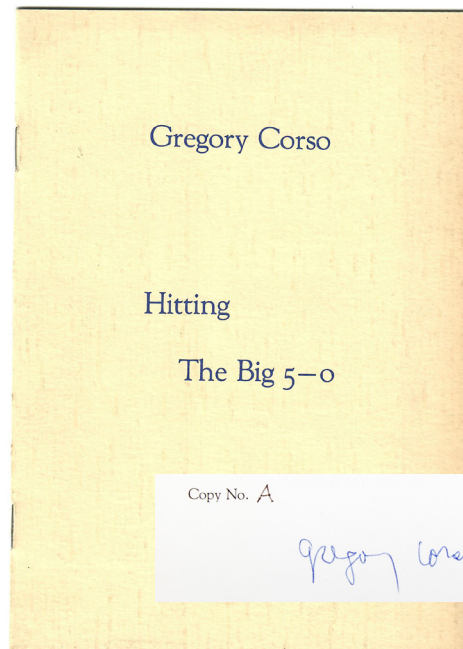 Gregory Corso
Hitting
The Big 5–0
Copy No. A
gregory Corso